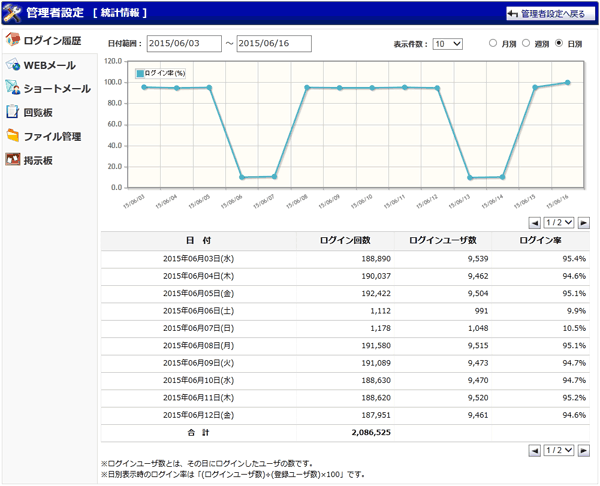 管理者設定 [ 統計情報 ]
管理者設定へ戻る
ログイン履歴
WEBメール
ショートメール
回覧板
ファイル管理
掲示板
日付範囲： 2015/06/03 ～ 2015/06/16 表示件数： 10 月別 週別 日別
ログイン率(%)
120.0
100.0
80.0
60.0
40.0
20.0
0.0
15/06/03 15/06/04 15/06/05 15/06/06 15/06/07 15/06/08 15/06/09 15/06/10 15/06/11 15/06/12 15/06/13 15/06/14 15/06/15 15/06/16
1 / 2
日 付 ログイン回数 ログインユーザ数 ログイン率
2015年06月03日(水) 188,890 9,539 95.4%
2015年06月04日(木) 190,037 9,462 94.6%
2015年06月05日(金) 192,422 9,504 95.1%
2015年06月06日(土) 1,112 991 9.9%
2015年06月07日(日) 1,178 1,048 10.5%
2015年06月08日(月) 191,580 9,515 95.1%
2015年06月09日(火) 191,089 9,473 94.7%
2015年06月10日(水) 188,630 9,470 94.7%
2015年06月11日(木) 188,620 9,520 95.2%
2015年06月12日(金) 187,951 9,461 94.6%
合 計 2,086,525
1 / 2
※ログインユーザ数とは、その日にログインしたユーザの数です。
※日別表示時のログイン率は「(ログインユーザ数)÷(登録ユーザ数)×100」です。